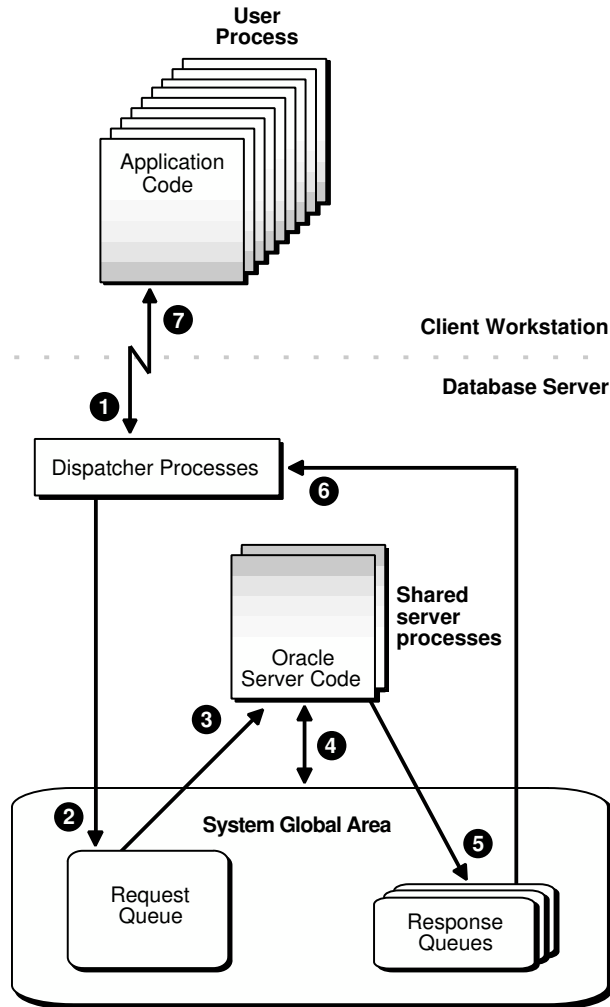 User
Process
Application
Code
7
Client Workstation
Database Server
1
Dispatcher Processes
6
Shared
server
processes
Oracle
Server Code
3
4
2
System Global Area
5
Request
Queue
Response
Queues